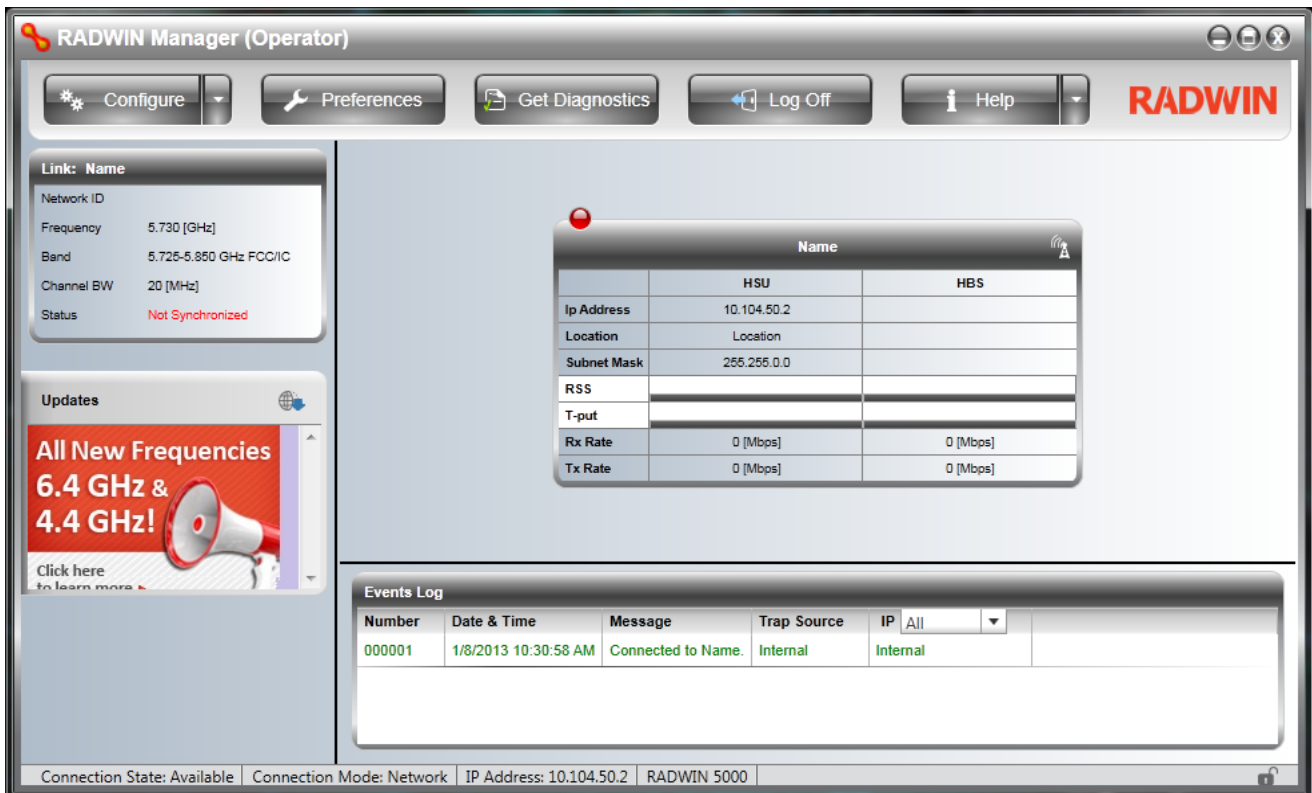 RADWIN Manager (Operator)
Configure
Preferences
Get Diagnostics
Log Off
Help
RADWIN
Link: Name
Network ID
Frequency 5.730 [GHz]
Band 5.725-5.850 GHz FCC/IC
Channel BW 20 [MHz]
Status Not Synchronized
Updates
All New Frequencies
6.4 GHz &
4.4 GHz!
Click here
to learn more
Name
HSU HBS
Ip Address 10.104.50.2
Location Location
Subnet Mask 255.255.0.0
RSS
T-put
Rx Rate 0 [Mbps] 0 [Mbps]
Tx Rate 0 [Mbps] 0 [Mbps]
Events Log
Number Date & Time Message Trap Source IP All
000001 1/8/2013 10:30:58 AM Connected to Name. Internal Internal
Connection State: Available Connection Mode: Network IP Address: 10.104.50.2 RADWIN 5000